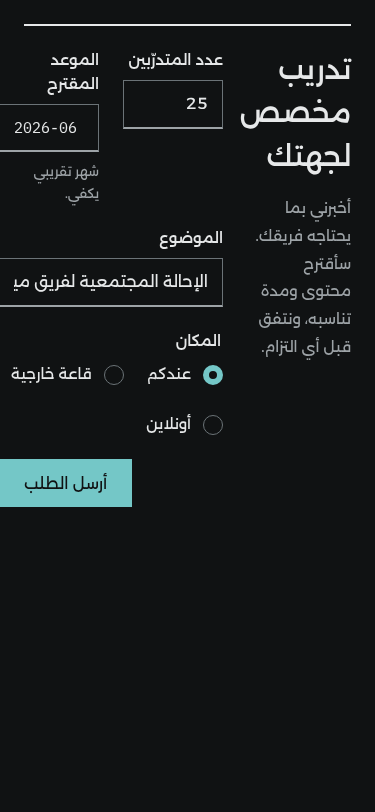 تدريب
مخصص
لجهتك
أخبرني بما
يحتاجه فريقك.
سأقترح
محتوى ومدة
تناسبه، ونتفق
قبل أي التزام.
عدد المتدرّبين
25
الموعد
المقترح
2026-06
شهر تقريبي
يكفي.
الموضوع
الإحالة المجتمعية لفريق مي
المكان
عندكم
قاعة خارجية
أونلاين
أرسل الطلب